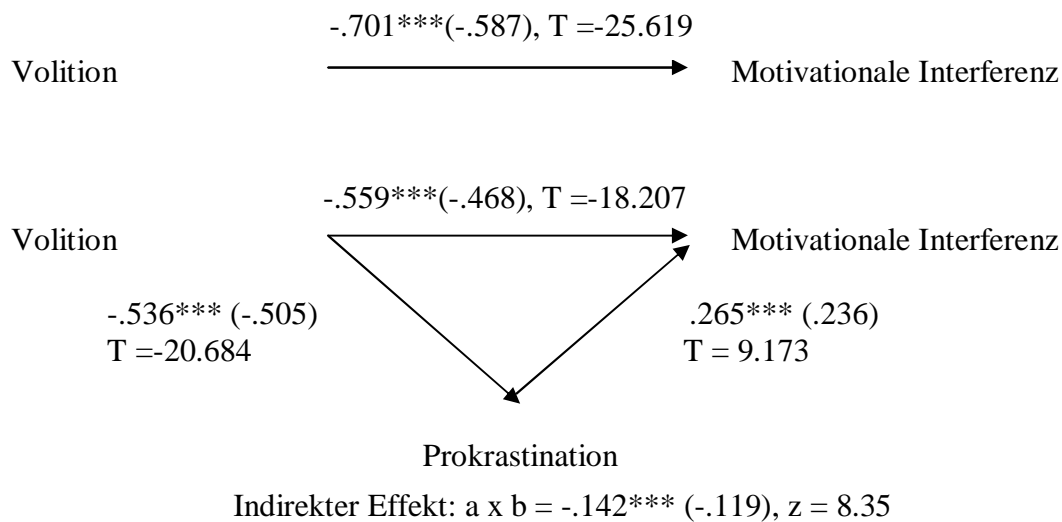 -.701***(-.587), T =-25.619
Volition Motivationale Interferenz
-.559***(-.468), T =-18.207
Volition Motivationale Interferenz
-.536*** (-.505) .265*** (.236)
T =-20.684 T = 9.173
Prokrastination
Indirekter Effekt: a x b = -.142*** (-.119), z = 8.35